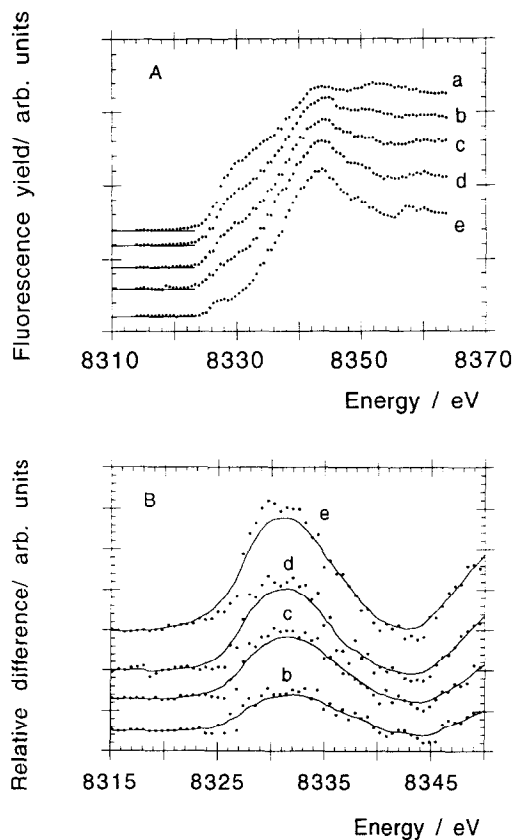 Fluorescence yield/ arb. units
A
a
b
c
d
e
8310 8330 8350 8370
Energy / eV
Relative difference/ arb. units
B
e
d
c
b
8315 8325 8335 8345
Energy / eV